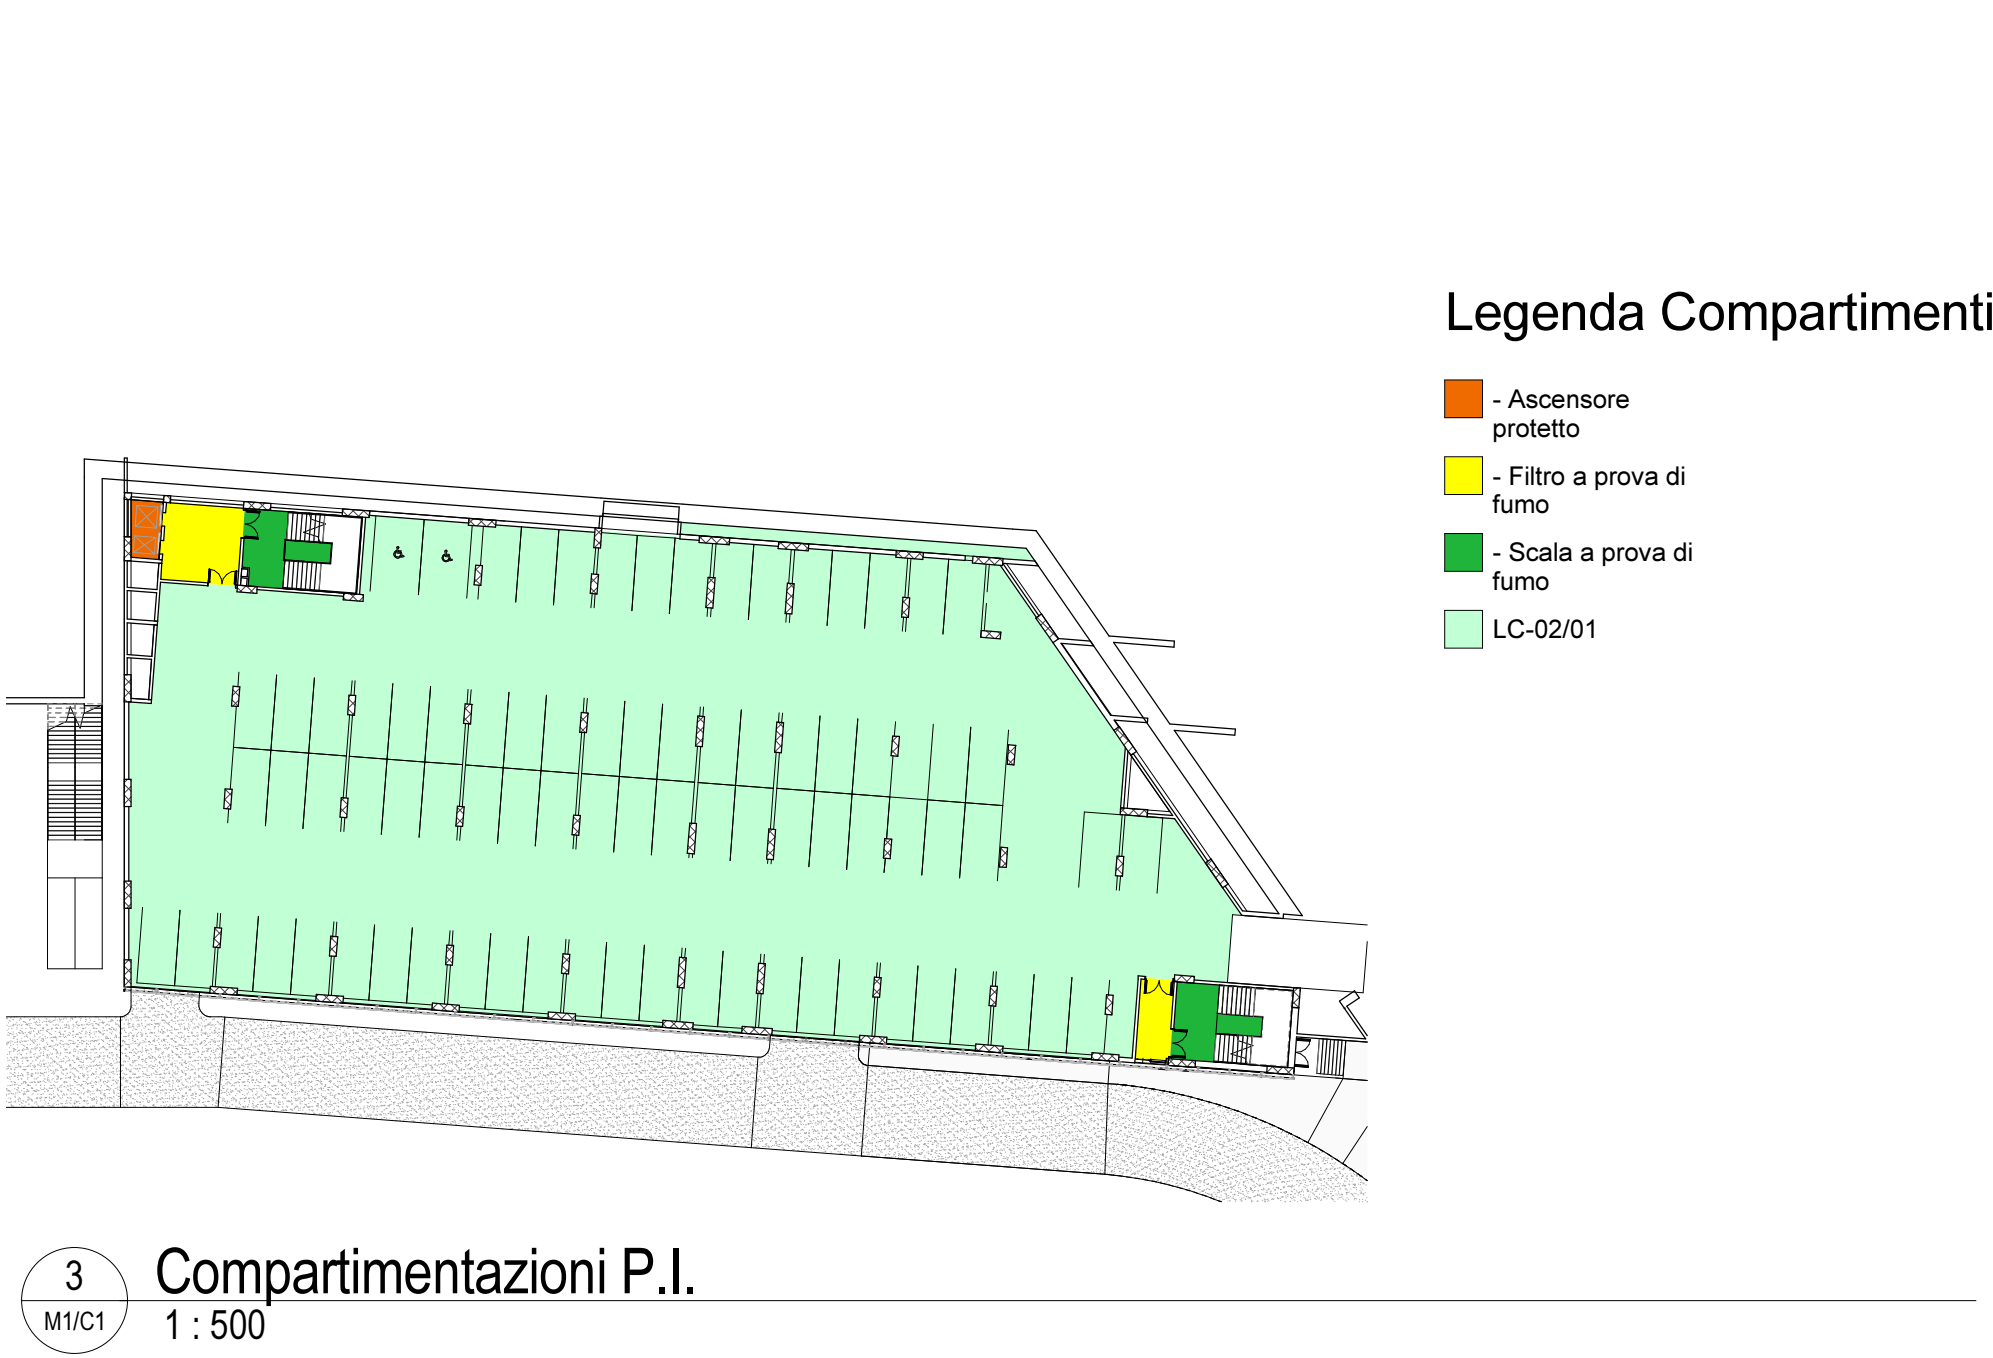 Legenda Compartimenti
- Ascensore
protetto
- Filtro a prova di
fumo
- Scala a prova di
fumo
LC-02/01
3
M1/C1
Compartimentazioni P.I.
1 : 500